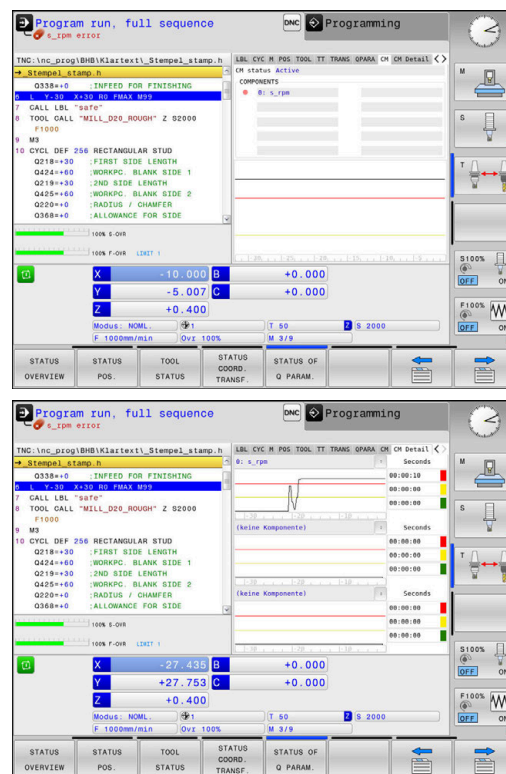 Program run, full sequence
DNC
Programming
s_rpm error
TNC:\nc_prog\BHB\Klartext\_Stempel_stamp.h
LBL CYC M POS TOOL TT TRANS QPARA CM CM Detail
→_Stempel_stamp.h
CM status Active
COMPONENTS
0: s_rpm
Q338=+0 ;INFEED FOR FINISHING
6 L Y-30 X+30 R0 FMAX M99
7 CALL LBL "safe"
8 TOOL CALL "MILL_D20_ROUGH" Z S2000
F1000
9 M3
10 CYCL DEF 256 RECTANGULAR STUD
Q218=+30 ;FIRST SIDE LENGTH
Q424=+60 ;WORKPC. BLANK SIDE 1
Q219=+30 ;2ND SIDE LENGTH
Q425=+60 ;WORKPC. BLANK SIDE 2
Q220=+0 ;RADIUS / CHAMFER
Q368=+0 ;ALLOWANCE FOR SIDE
100% S-OVR
100% F-OVR LIMIT 1
X -10.000 B +0.000
Y -5.007 C +0.000
Z +0.400
Modus: NOML. 1 T 50 Z S 2000
F 1000mm/min Ovr 100% M 3/9
M
S
T
S100%
OFF ON
F100%
OFF ON
STATUS OVERVIEW
STATUS POS.
TOOL STATUS
STATUS COORD. TRANSF.
STATUS OF Q PARAM.
Program run, full sequence
DNC
Programming
s_rpm error
TNC:\nc_prog\BHB\Klartext\_Stempel_stamp.h
LBL CYC M POS TOOL TT TRANS QPARA CM CM Detail
→_Stempel_stamp.h
0: s_rpm Seconds
00:00:10
00:00:00
00:00:00
-30 -20 -10
(keine Komponente) Seconds
00:00:00
00:00:00
00:00:00
-30 -20 -10
(keine Komponente) Seconds
00:00:00
00:00:00
00:00:00
-30 -20 -10
Q338=+0 ;INFEED FOR FINISHING
6 L Y-30 X+30 R0 FMAX M99
7 CALL LBL "safe"
8 TOOL CALL "MILL_D20_ROUGH" Z S2000
F1000
9 M3
10 CYCL DEF 256 RECTANGULAR STUD
Q218=+30 ;FIRST SIDE LENGTH
Q424=+60 ;WORKPC. BLANK SIDE 1
Q219=+30 ;2ND SIDE LENGTH
Q425=+60 ;WORKPC. BLANK SIDE 2
Q220=+0 ;RADIUS / CHAMFER
Q368=+0 ;ALLOWANCE FOR SIDE
100% S-OVR
100% F-OVR LIMIT 1
X -27.435 B +0.000
Y +27.753 C +0.000
Z +0.400
Modus: NOML. 1 T 50 Z S 2000
F 1000mm/min Ovr 100% M 3/9
M
S
T
S100%
OFF ON
F100%
OFF ON
STATUS OVERVIEW
STATUS POS.
TOOL STATUS
STATUS COORD. TRANSF.
STATUS OF Q PARAM.